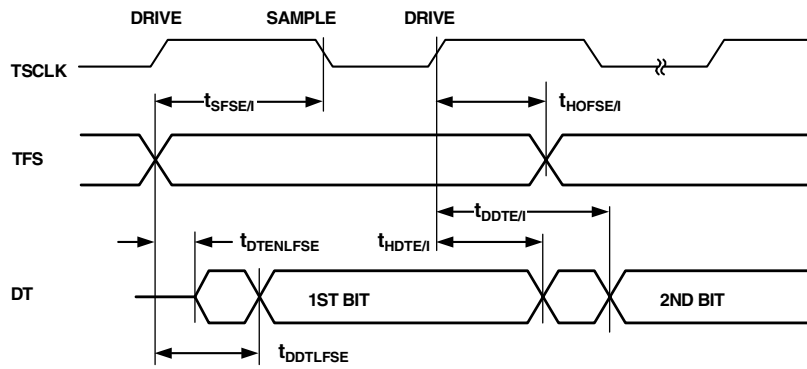 DRIVE SAMPLE DRIVE
TSCLK
tSFSE/I tHOFSE/I
TFS
tDDTE/I
tDTENLFSE tHDTE/I
DT 1ST BIT 2ND BIT
tDDTLFSE